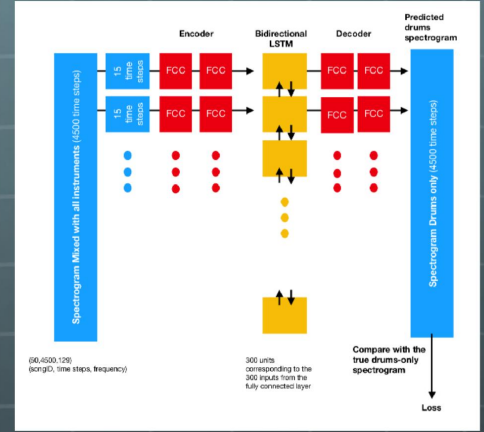 Predicted
drums
spectrogram
Encoder
Bidirectional
LSTM
Decoder
Spectrogram Mixed with all instruments (4500 time steps)
15
time
steps
FCC
FCC
FCC
FCC
15
time
steps
FCC
FCC
FCC
FCC
Spectrogram Drums only (4500 time steps)
(60,4500,129)
(songID, time steps, frequency)
300 units
corresponding to the
300 inputs from the
fully connected layer
Compare with the
true drums-only
spectrogram
Loss